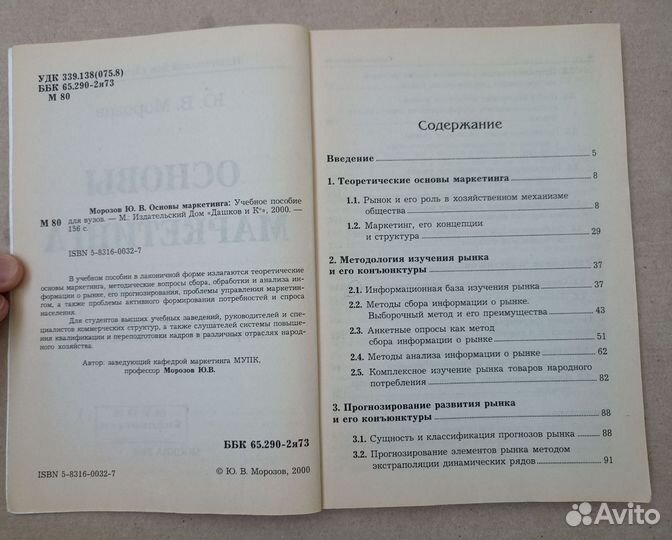 УДК 339.138(075.8)
ББК 65.290-2я73
М 80
Ю. В. Морозов
ОСНОВЫ
МАРКЕТИНГА
Морозов Ю. В. Основы маркетинга: Учебное пособие
М 80 для вузов. — М.: Издательский Дом «Дашков и К°», 2000. —
156 с.
ISBN 5-8316-0032-7
В учебном пособии в лаконичной форме излагаются теоретические
основы маркетинга, методические вопросы сбора, обработки и анализа ин-
формации о рынке, его прогнозирования, проблемы управления маркетин-
гом, а также проблемы активного формирования потребностей и спроса
населения.
Для студентов высших учебных заведений, руководителей и спе-
циалистов коммерческих структур, а также слушателей системы повыше-
ния квалификации и переподготовки кадров в различных отраслях народ-
ного хозяйства.
Автор: заведующий кафедрой маркетинга МУПК,
профессор Морозов Ю.В.
ББК 65.290-2я73
ISBN 5-8316-0032-7
© Ю. В. Морозов, 2000
Содержание
Введение 5
1. Теоретические основы маркетинга 8
1.1. Рынок и его роль в хозяйственном механизме
общества 8
1.2. Маркетинг, его концепции
и структура 29
2. Методология изучения рынка
и его конъюнктуры 37
2.1. Информационная база изучения рынка 37
2.2. Методы сбора информации о рынке.
Выборочный метод и его преимущества 43
2.3. Анкетные опросы как метод
сбора информации о рынке 51
2.4. Методы анализа информации о рынке 62
2.5. Комплексное изучение рынка товаров народного
потребления 82
3. Прогнозирование развития рынка
и его конъюнктуры 88
3.1. Сущность и классификация прогнозов рынка 88
3.2. Прогнозирование элементов рынка методом
экстраполяции динамических рядов 91
Avito